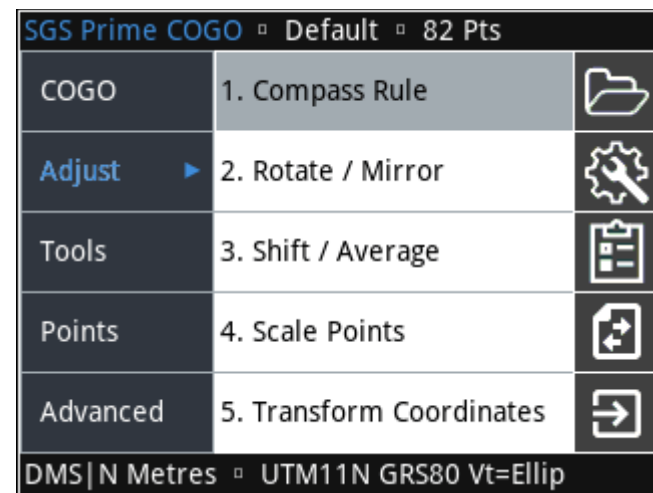 SGS Prime COGO ▫ Default ▫ 82 Pts
COGO
Adjust ►
Tools
Points
Advanced
1. Compass Rule
2. Rotate / Mirror
3. Shift / Average
4. Scale Points
5. Transform Coordinates
DMS|N Metres ▫ UTM11N GRS80 Vt=Ellip